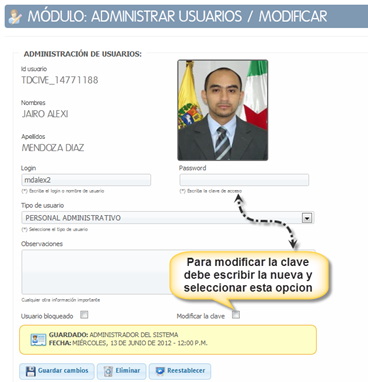 MÓDULO: ADMINISTRAR USUARIOS / MODIFICAR
ADMINISTRACIÓN DE USUARIOS:
Id usuario
TDCIVE_14771188
Nombres
JAIRO ALEXI
Apellidos
MENDOZA DIAZ
Login
Password
mdalex2
(*) Escriba el login o nombre de usuario
(*) Escriba la clave de acceso
Tipo de usuario
PERSONAL ADMINISTRATIVO
(*) Seleccione el tipo de usuario
Observaciones
Para modificar la clave
debe escribir la nueva y
seleccionar esta opcion
Cualquier otra información importante
Usuario bloqueado
Modificar la clave
GUARDADO: ADMINISTRADOR DEL SISTEMA
FECHA: MIÉRCOLES, 13 DE JUNIO DE 2012 - 12:00 P.M.
Guardar cambios
Eliminar
Reestablecer